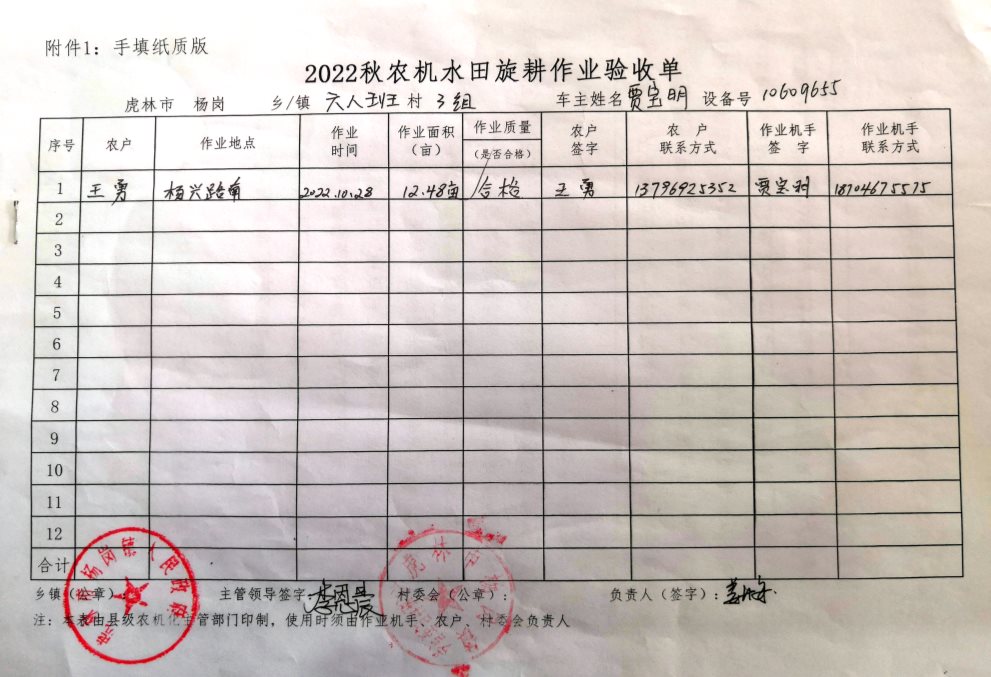 附件1：手填纸质版
2022秋农机水田旋耕作业验收单
虎林市 杨岗 乡/镇 六人班 村 3组 车主姓名 贾宝明 设备号 10609655
序号 农户 作业地点 作业时间 作业面积（亩） 作业质量（是否合格） 农户签字 农户联系方式 作业机手签字 作业机手联系方式
1 王勇 杨兴路南 2022.10.28 12.48亩 合格 王勇 13796925352 贾宝明 18704675575
2
3
4
5
6
7
8
9
10
11
12
合计
乡镇（公章）： 主管领导签字： 村委会（公章）： 负责人（签字）：
注：本表由县级农机化主管部门印制，使用时须由作业机手、农户、村委会负责人